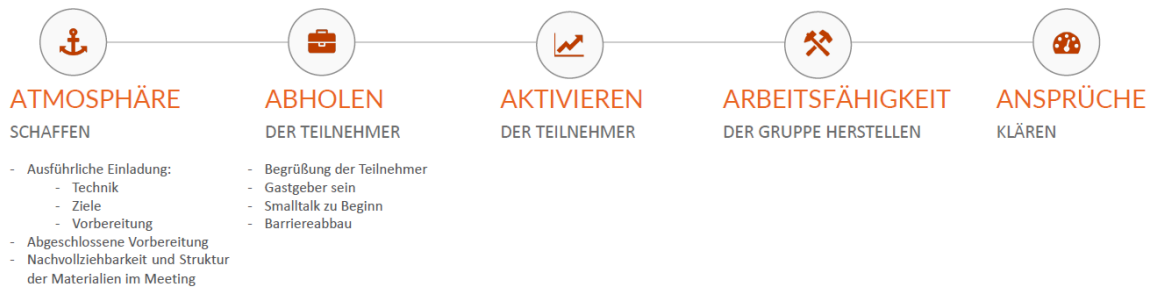 ATMOSPHÄRE
SCHAFFEN
- Ausführliche Einladung:
- Technik
- Ziele
- Vorbereitung
- Abgeschlossene Vorbereitung
- Nachvollziehbarkeit und Struktur
der Materialien im Meeting
ABHOLEN
DER TEILNEHMER
- Begrüßung der Teilnehmer
- Gastgeber sein
- Smalltalk zu Beginn
- Barriereabbau
AKTIVIEREN
DER TEILNEHMER
ARBEITSFÄHIGKEIT
DER GRUPPE HERSTELLEN
ANSPRÜCHE
KLÄREN